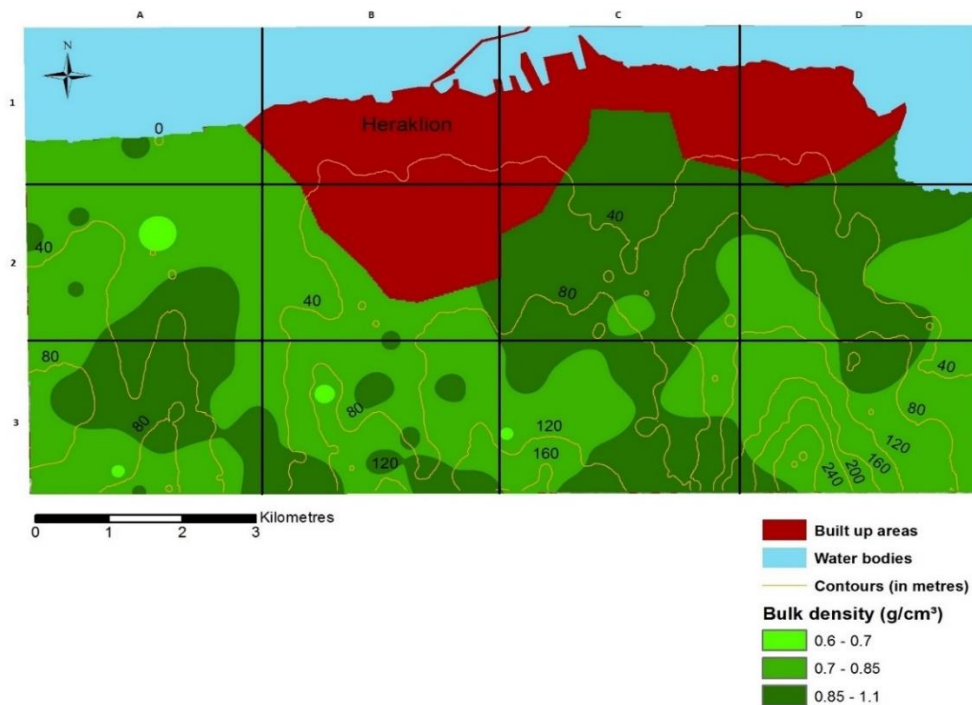 A B C D
N
1
0
Heraklion
40
2
40
40
80
80
40
80
80
80
120
120
160
80
120
160
200
240
3
Kilometres
0 1 2 3
Built up areas
Water bodies
Contours (in metres)
Bulk density (g/cm³)
0.6 - 0.7
0.7 - 0.85
0.85 - 1.1